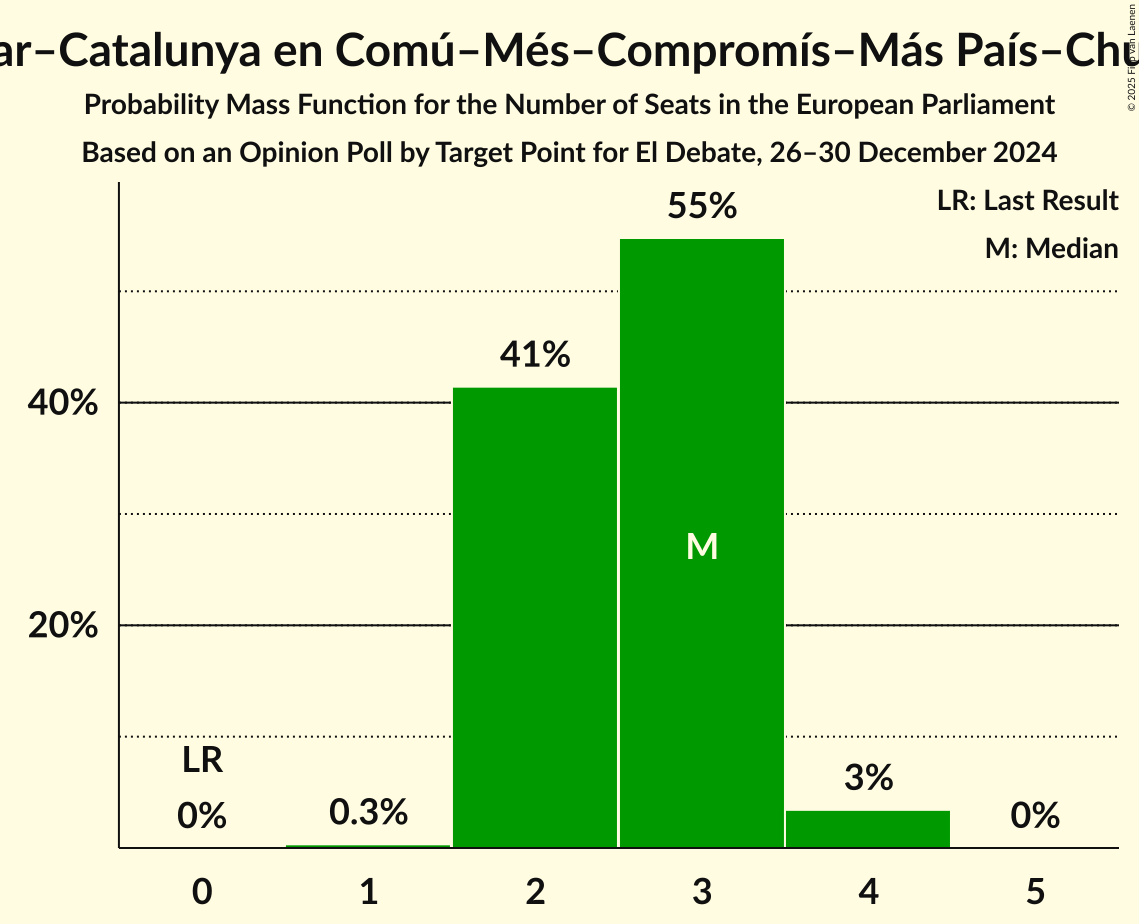 ar–Catalunya en Comú–Més–Compromís–Más País–Chu
© 2025 Filip van Laenen
Probability Mass Function for the Number of Seats in the European Parliament
Based on an Opinion Poll by Target Point for El Debate, 26–30 December 2024
LR: Last Result
M: Median
55%
41%
40%
M
20%
LR
0%
0.3%
3%
0%
0 1 2 3 4 5